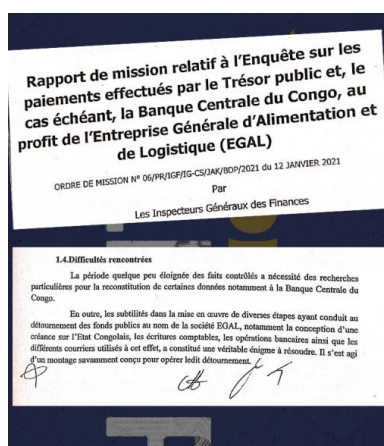 Rapport de mission relatif à l'Enquête sur les
paiements effectués par le Trésor public et, le
cas échéant, la Banque Centrale du Congo, au
profit de l'Entreprise Générale d'Alimentation et
de Logistique (EGAL)
ORDRE DE MISSION N° 06/PR/IGF/IG-CS/JAK/BDP/2021 du 12 JANVIER 2021
Par
Les Inspecteurs Généraux des Finances
1.4.Difficultés rencontrées
La période quelque peu éloignée des faits contrôlés a nécessité des recherches
particulières pour la reconstitution de certaines données notamment à la Banque Centrale du
Congo.
En outre, les subtilités dans la mise en œuvre de diverses étapes ayant conduit au
détournement des fonds publics au nom de la société EGAL, notamment la conception d'une
créance sur l'Etat Congolais, les écritures comptables, les opérations bancaires ainsi que les
différents courriers utilisés à cet effet, a constitué une véritable énigme à résoudre. Il s'est agi
d'un montage savamment conçu pour opérer ledit détournement.